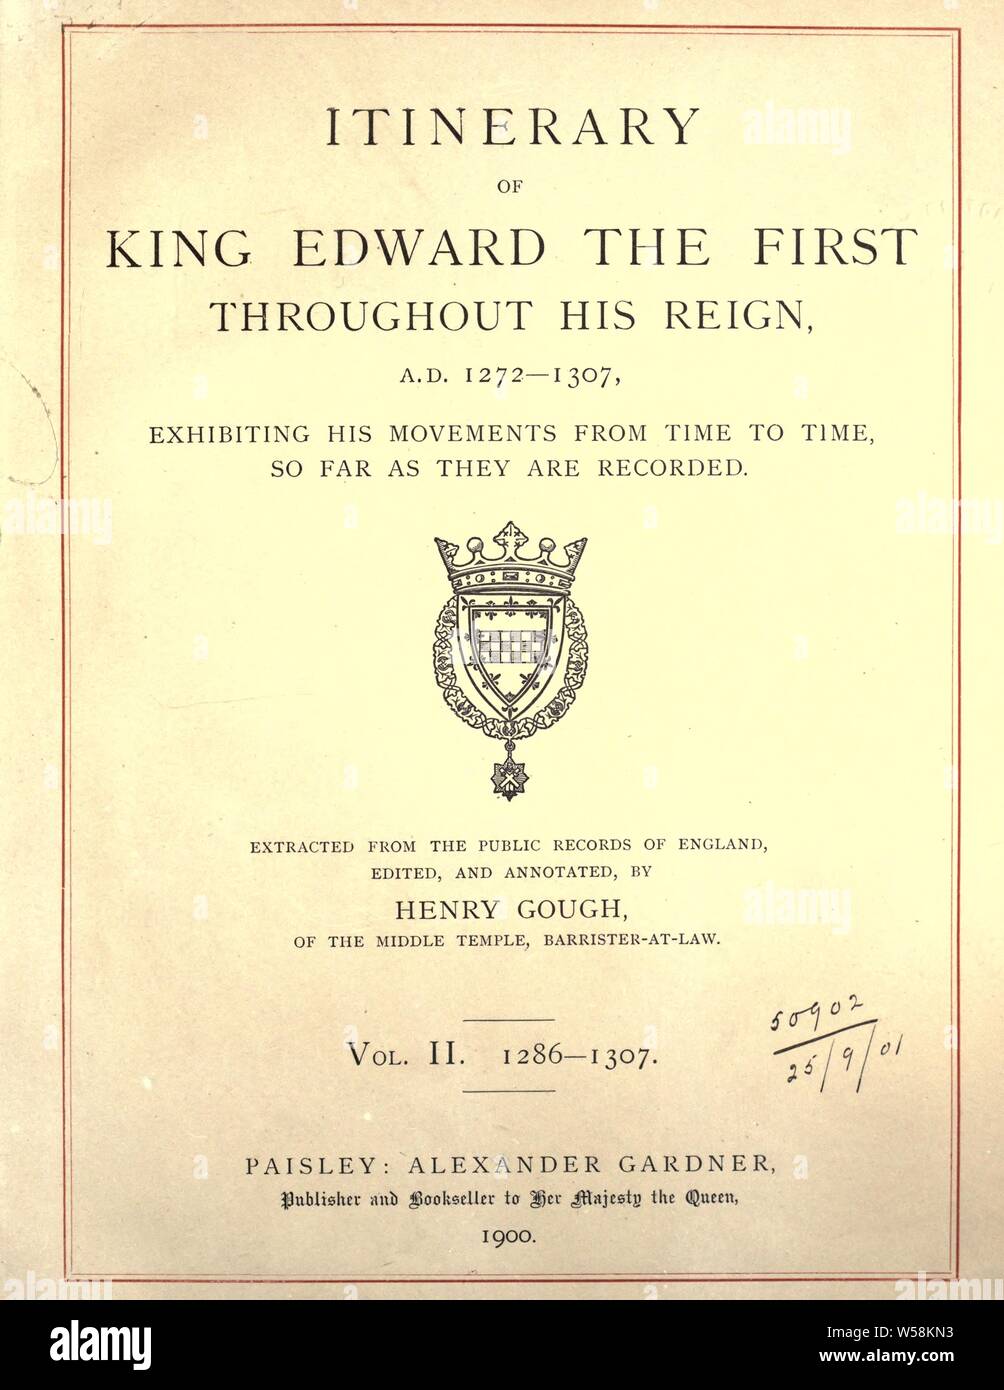 ITINERARY
OF
KING EDWARD THE FIRST
THROUGHOUT HIS REIGN,
A.D. 1272—1307,
EXHIBITING HIS MOVEMENTS FROM TIME TO TIME,
SO FAR AS THEY ARE RECORDED.
EXTRACTED FROM THE PUBLIC RECORDS OF ENGLAND,
EDITED, AND ANNOTATED, BY
HENRY GOUGH,
OF THE MIDDLE TEMPLE, BARRISTER-AT-LAW.
50902
25/9/01
VOL. II. 1286—1307.
PAISLEY: ALEXANDER GARDNER,
Publisher and Bookseller to Her Majesty the Queen,
1900.
alamy
Image ID: W58KN3
www.alamy.com